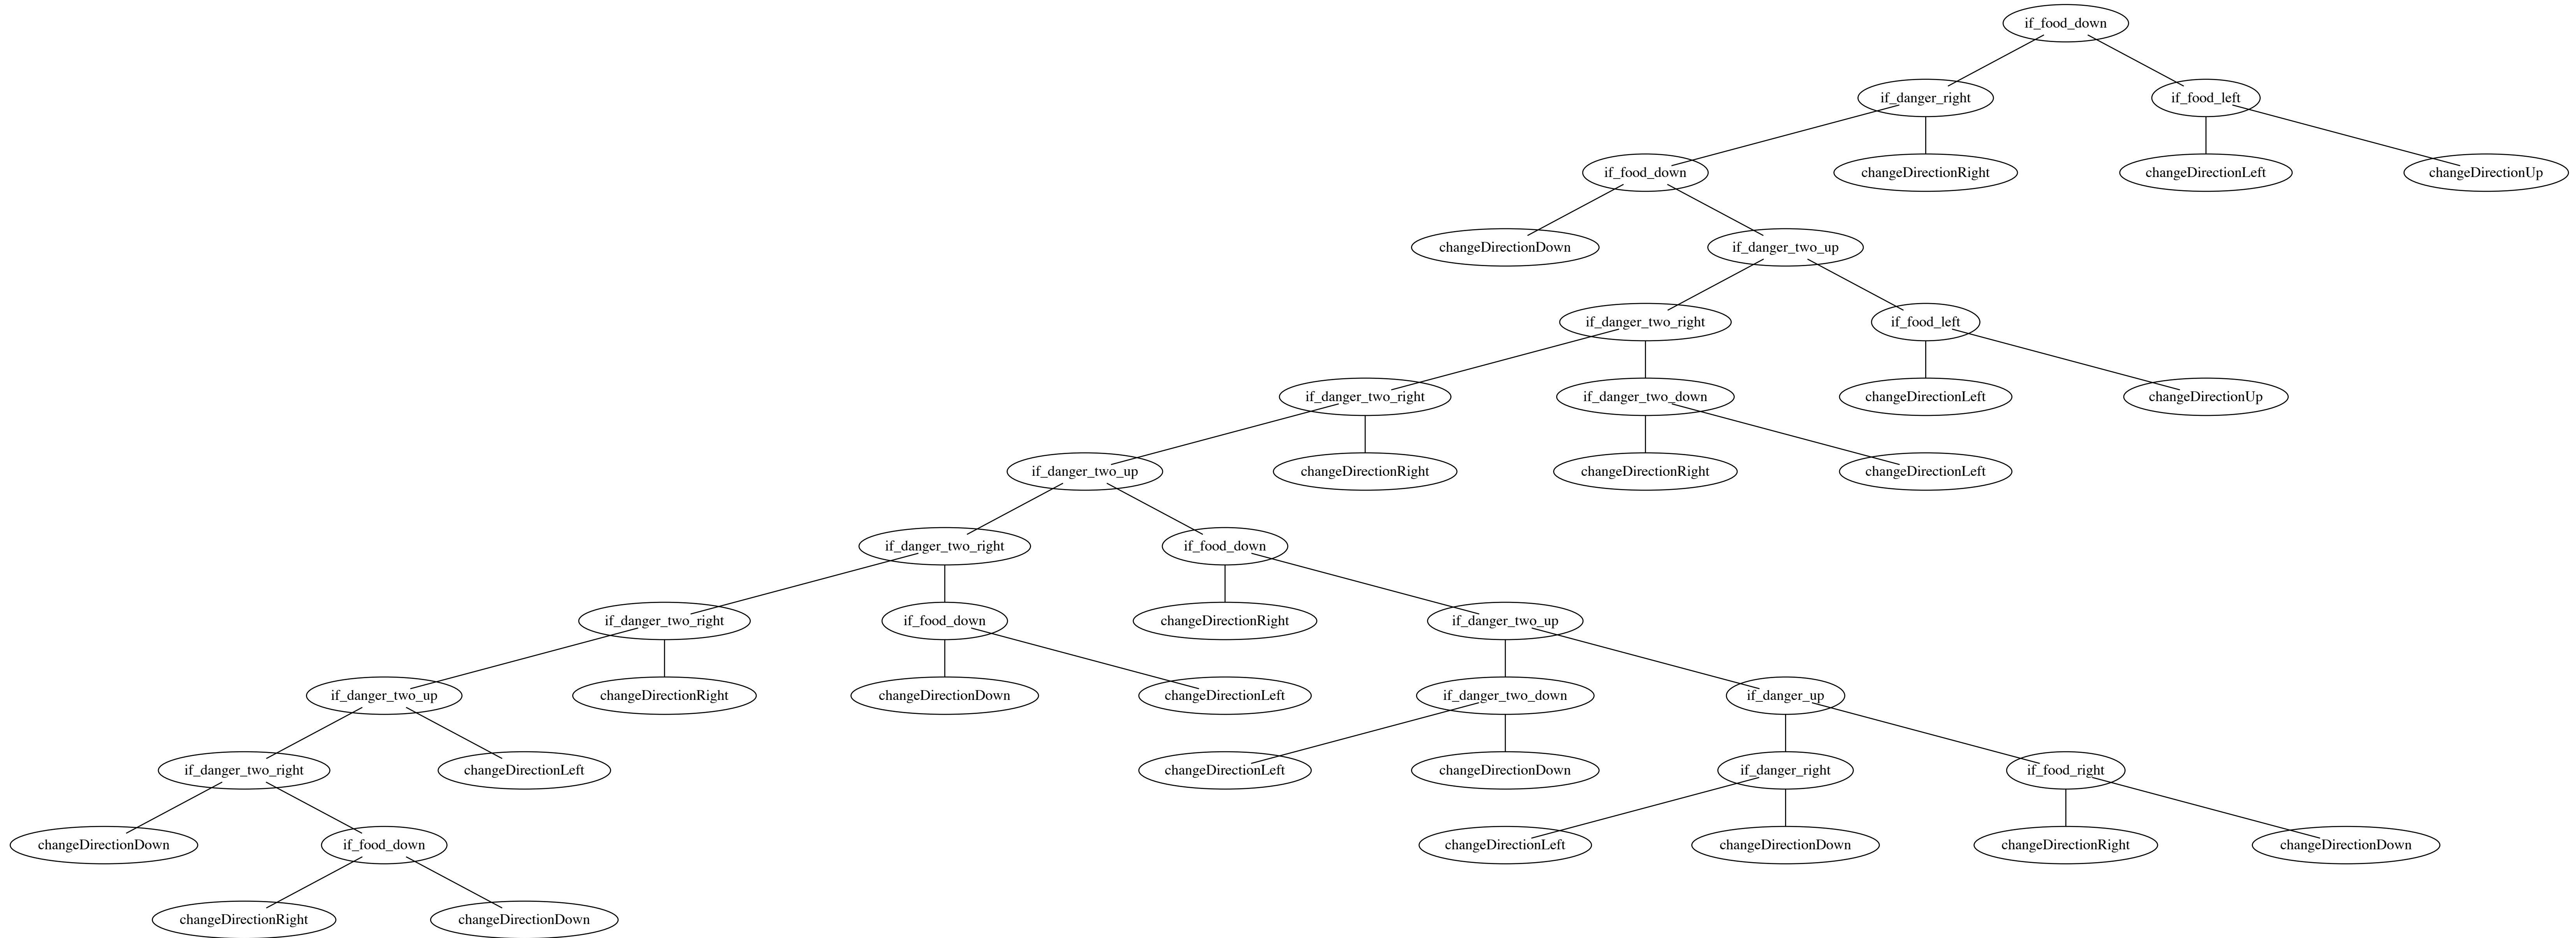 if_food_down
if_danger_right
if_food_left
if_food_down
changeDirectionRight
changeDirectionLeft
changeDirectionUp
changeDirectionDown
if_danger_two_up
if_danger_two_right
if_food_left
if_danger_two_right
if_danger_two_down
changeDirectionLeft
changeDirectionUp
if_danger_two_up
changeDirectionRight
changeDirectionRight
changeDirectionLeft
if_danger_two_right
if_food_down
if_danger_two_right
if_food_down
changeDirectionRight
if_danger_two_up
if_danger_two_up
changeDirectionRight
changeDirectionDown
changeDirectionLeft
if_danger_two_down
if_danger_up
if_danger_two_right
changeDirectionLeft
changeDirectionLeft
changeDirectionDown
if_danger_right
if_food_right
changeDirectionDown
if_food_down
changeDirectionLeft
changeDirectionDown
changeDirectionRight
changeDirectionDown
changeDirectionRight
changeDirectionDown